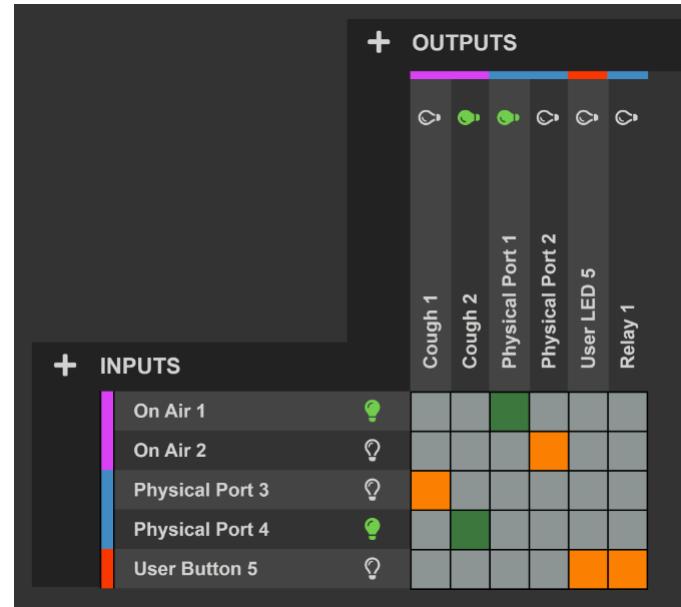 OUTPUTS
Cough 1
Cough 2
Physical Port 1
Physical Port 2
User LED 5
Relay 1
INPUTS
On Air 1
On Air 2
Physical Port 3
Physical Port 4
User Button 5